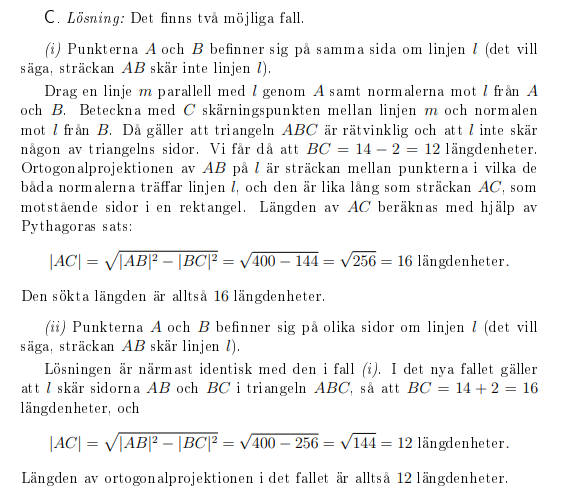 C. Lösning: Det finns två möjliga fall.
(i) Punkterna A och B befinner sig på samma sida om linjen l (det vill
säga, sträckan AB skär inte linjen l).
Drag en linje m parallell med l genom A samt normalerna mot l från A
och B. Beteckna med C skärningspunkten mellan linjen m och normalen
mot l från B. Då gäller att triangeln ABC är rätvinklig och att l inte skär
någon av triangelns sidor. Vi får då att BC = 14 − 2 = 12 längdenheter.
Ortogonalprojektionen av AB på l är sträckan mellan punkterna i vilka de
båda normalerna träffar linjen l, och den är lika lång som sträckan AC, som
motstående sidor i en rektangel. Längden av AC beräknas med hjälp av
Pythagoras sats:
|AC| = √|AB|² − |BC|² = √400 − 144 = √256 = 16 längdenheter.
Den sökta längden är alltså 16 längdenheter.
(ii) Punkterna A och B befinner sig på olika sidor om linjen l (det vill
säga, sträckan AB skär linjen l).
Lösningen är närmast identisk med den i fall (i). I det nya fallet gäller
att l skär sidorna AB och BC i triangeln ABC, så att BC = 14 + 2 = 16
längdenheter, och
|AC| = √|AB|² − |BC|² = √400 − 256 = √144 = 12 längdenheter.
Längden av ortogonalprojektionen i det fallet är alltså 12 längdenheter.